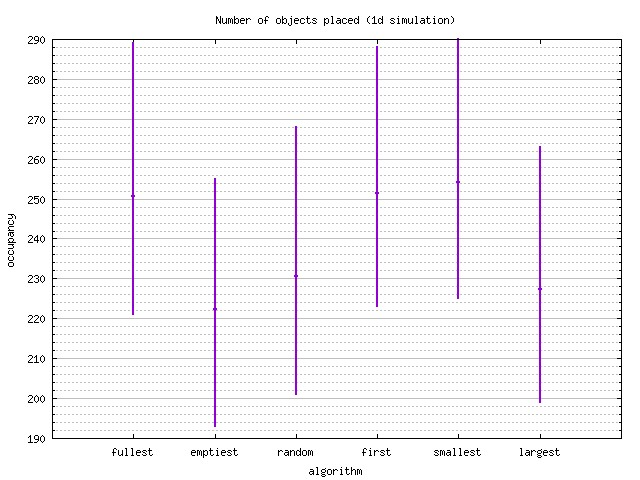 Number of objects placed (1d simulation)
290
280
270
260
250
240
230
220
210
200
190
occupancy
fullest emptiest random first smallest largest
algorithm